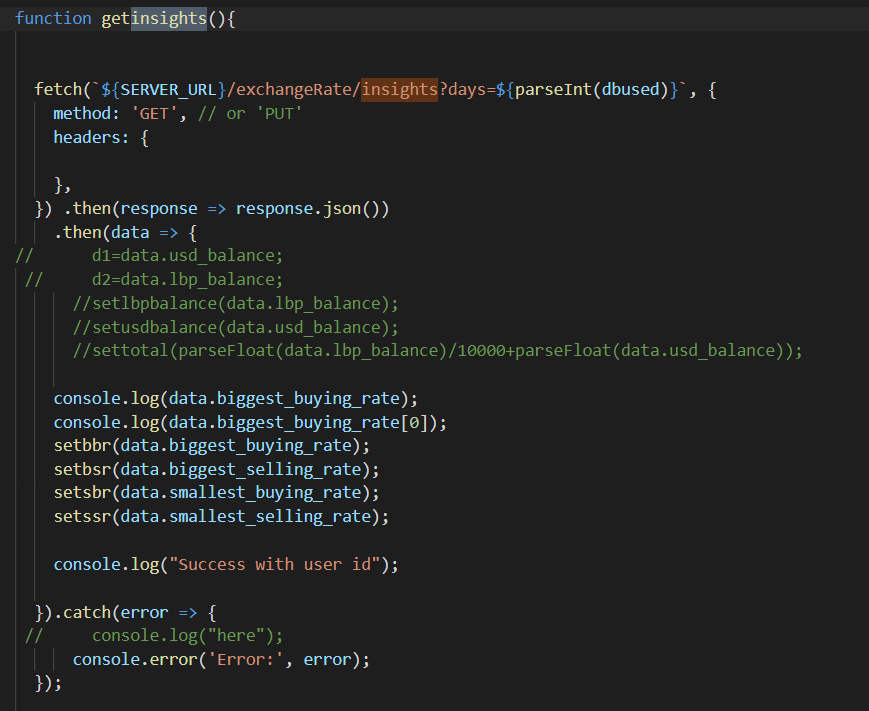 function getinsights(){
fetch(`${SERVER_URL}/exchangeRate/insights?days=${parseInt(dbused)}`, {
method: 'GET', // or 'PUT'
headers: {
},
}) .then(response => response.json())
.then(data => {
// d1=data.usd_balance;
// d2=data.lbp_balance;
//setlbpbalance(data.lbp_balance);
//setusdbalance(data.usd_balance);
//settotal(parseFloat(data.lbp_balance)/10000+parseFloat(data.usd_balance));
console.log(data.biggest_buying_rate);
console.log(data.biggest_buying_rate[0]);
setbbr(data.biggest_buying_rate);
setbsr(data.biggest_selling_rate);
setsbr(data.smallest_buying_rate);
setssr(data.smallest_selling_rate);
console.log("Success with user id");
}).catch(error => {
// console.log("here");
console.error('Error:', error);
});